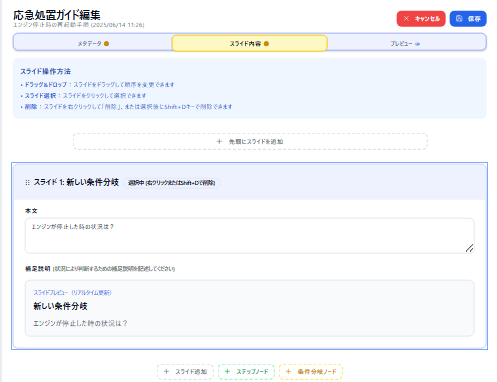 応急処置ガイド編集
エンジン停止時の再起動手順 (2025/06/14 11:26)
キャンセル
保存
メタデータ
スライド内容
プレビュー
スライド操作方法
• ドラッグ&ドロップ：スライドをドラッグして順序を変更できます
• スライド選択：スライドをクリックして選択できます
• 削除：スライドを右クリックして「削除」、または選択後にShift+Dキーで削除できます
+ 先頭にスライドを追加
スライド 1: 新しい条件分岐 選択中 (右クリックまたはShift+Dで削除)
本文
エンジンが停止した時の状況は？
補足説明 (状況により判断するための補足説明を記述してください)
スライドプレビュー（リアルタイム更新）
新しい条件分岐
エンジンが停止した時の状況は？
+ スライド追加
+ ステップノード
+ 条件分岐ノード